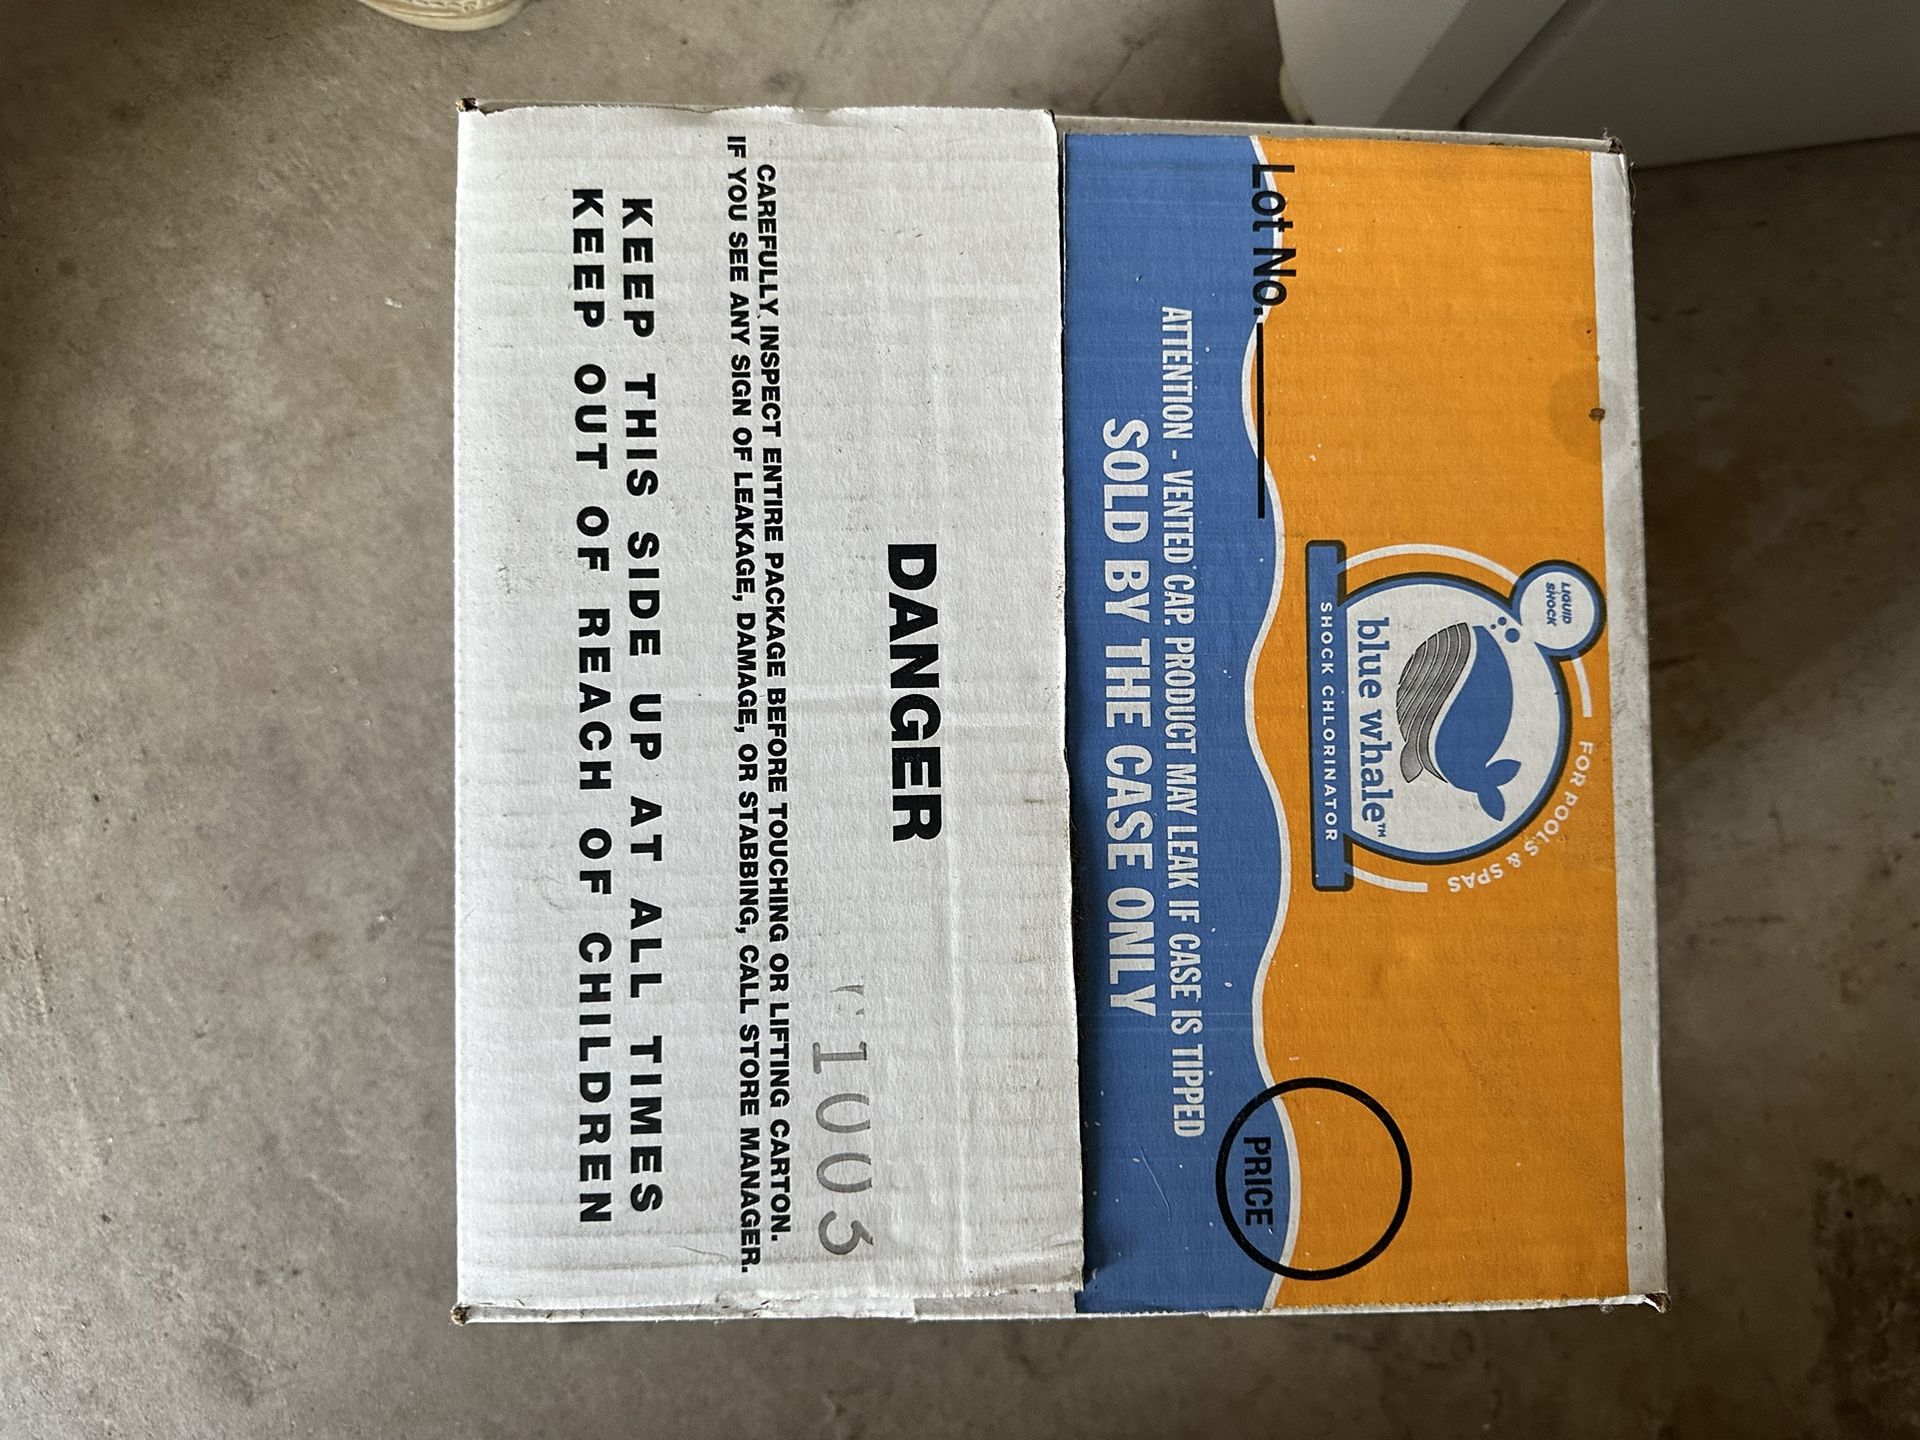 Lot No.
LIQUID
SHOCK
FOR POOLS & SPAS
blue whale™
SHOCK CHLORINATOR
PRICE
ATTENTION - VENTED CAP. PRODUCT MAY LEAK IF CASE IS TIPPED
SOLD BY THE CASE ONLY
DANGER
1003
CAREFULLY INSPECT ENTIRE PACKAGE BEFORE TOUCHING OR LIFTING CARTON.
IF YOU SEE ANY SIGN OF LEAKAGE, DAMAGE, OR STABBING, CALL STORE MANAGER.
KEEP THIS SIDE UP AT ALL TIMES
KEEP OUT OF REACH OF CHILDREN